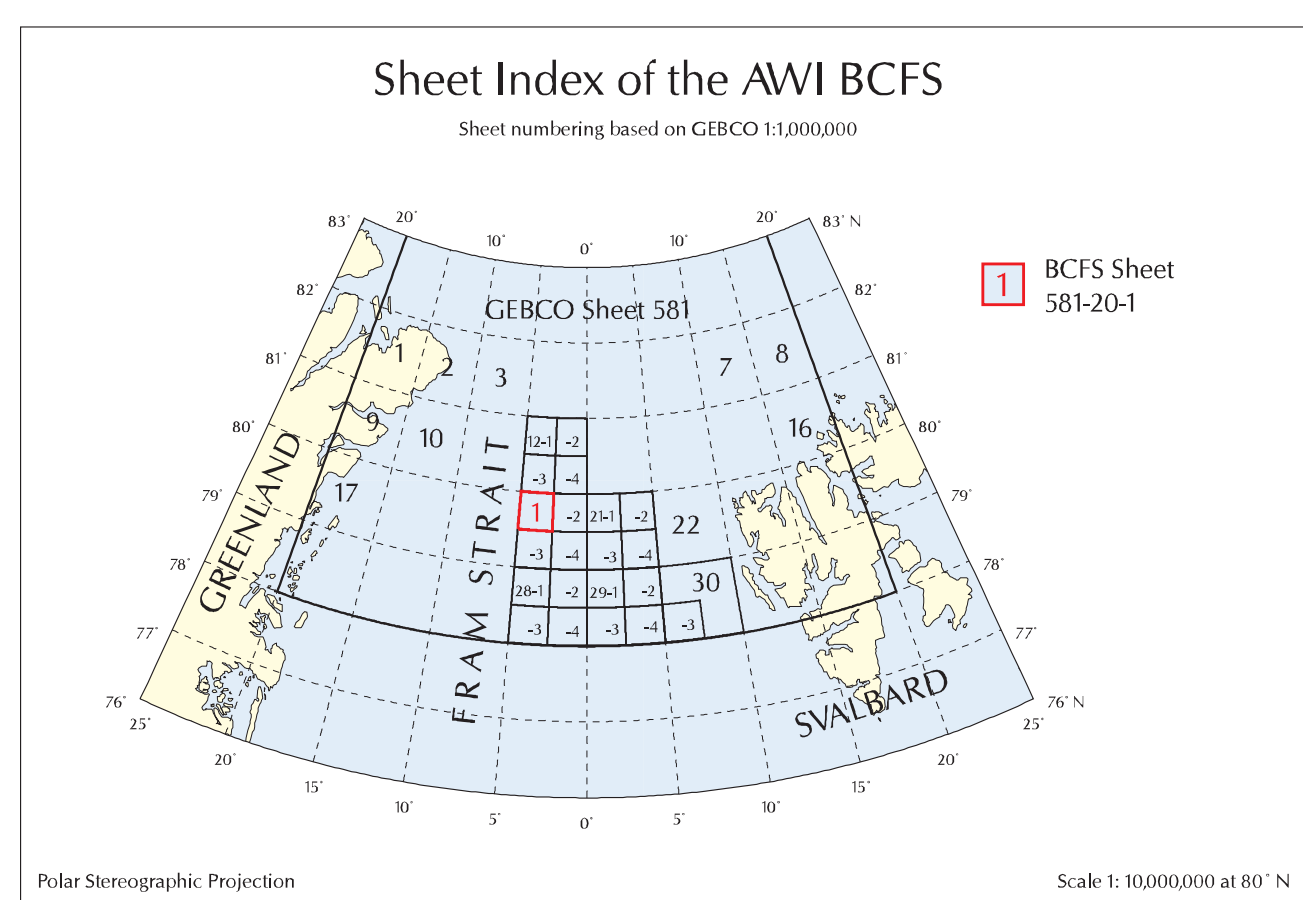 Sheet Index of the AWI BCFS
Sheet numbering based on GEBCO 1:1,000,000
83° 20° 10° 0° 10° 20° 83° N
82° GEBCO Sheet 581 82°
BCFS Sheet
581-20-1
1
81° 1 2 3 7 8 81°
80° 9 10 12-1 -2 16 80°
-3 -4
79° 17 1 -2 21-1 -2 22 79°
-3 -4 -3 -4
78° 28-1 -2 29-1 -2 30 78°
77° -3 -4 -3 -4 -3 77°
GREENLAND
FRAM STRAIT
SVALBARD
76° 76° N
25° 20° 15° 10° 5° 0° 5° 10° 15° 20° 25°
Polar Stereographic Projection
Scale 1: 10,000,000 at 80° N